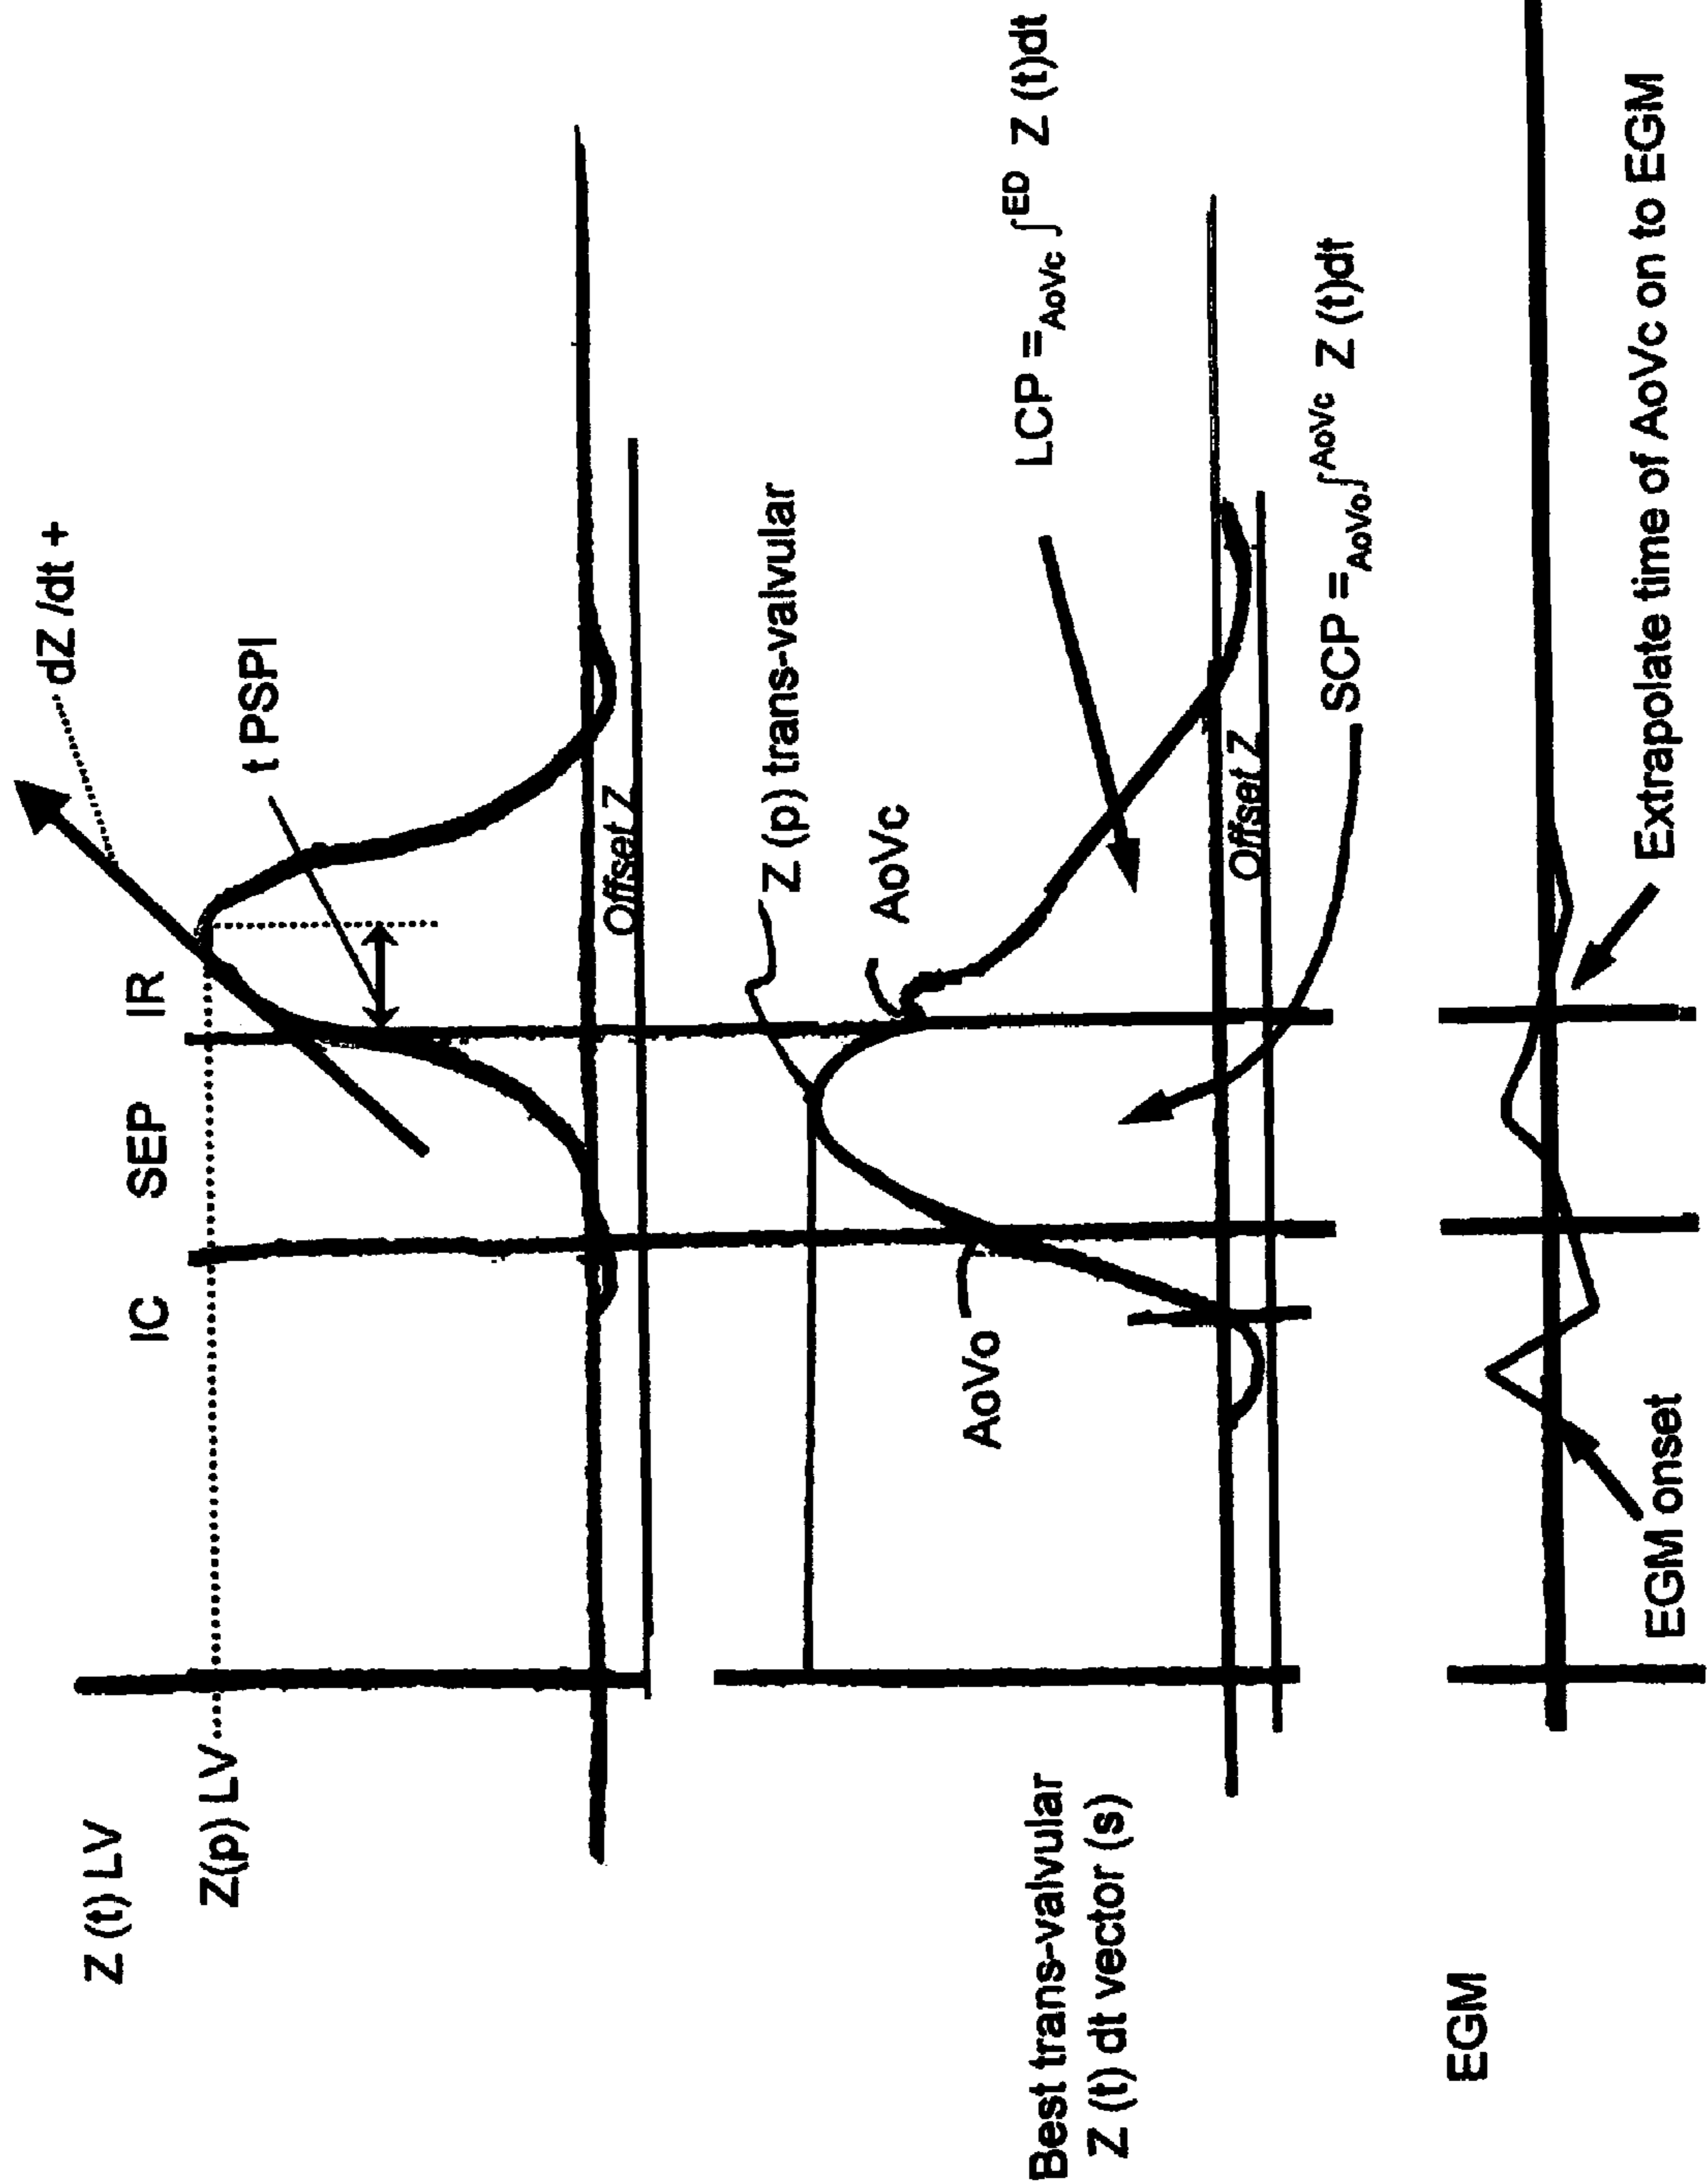 Z (t) LV
Z(p) LV
IC SEP IR
dZ /dt +
t PSPI
Offset Z
Best trans-valvular
Z (t) dt vector (s)
Z (p) trans-valvular
AoVo
AoVc
LCP = AoVc ∫ ED Z (t)dt
Offset Z
SCP = AoVo ∫ AoVc Z (t)dt
EGM
EGM onset
Extrapolate time of AoVc on to EGM